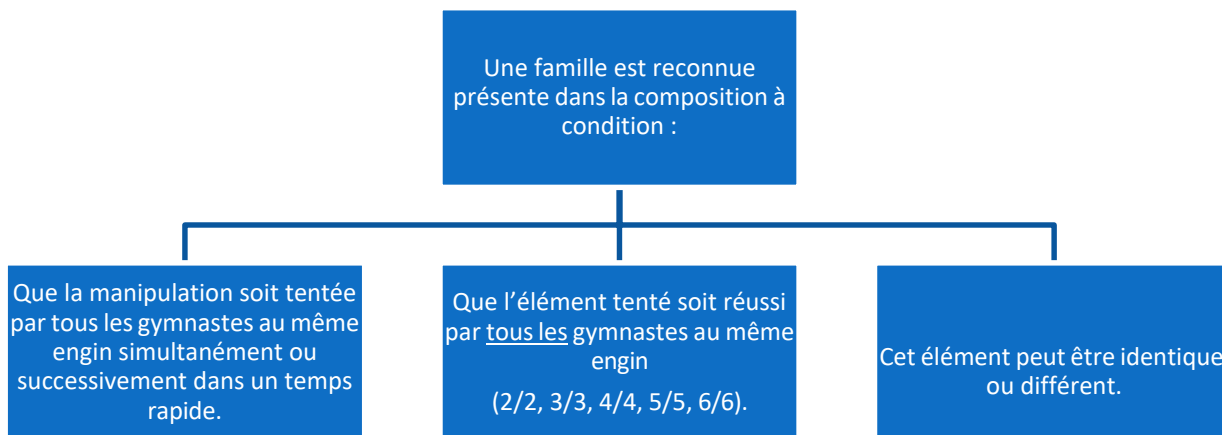 Une famille est reconnue
présente dans la composition à
condition :
Que la manipulation soit tentée
par tous les gymnastes au même
engin simultanément ou
successivement dans un temps
rapide.
Que l’élément tenté soit réussi
par tous les gymnastes au même
engin
(2/2, 3/3, 4/4, 5/5, 6/6).
Cet élément peut être identique
ou différent.